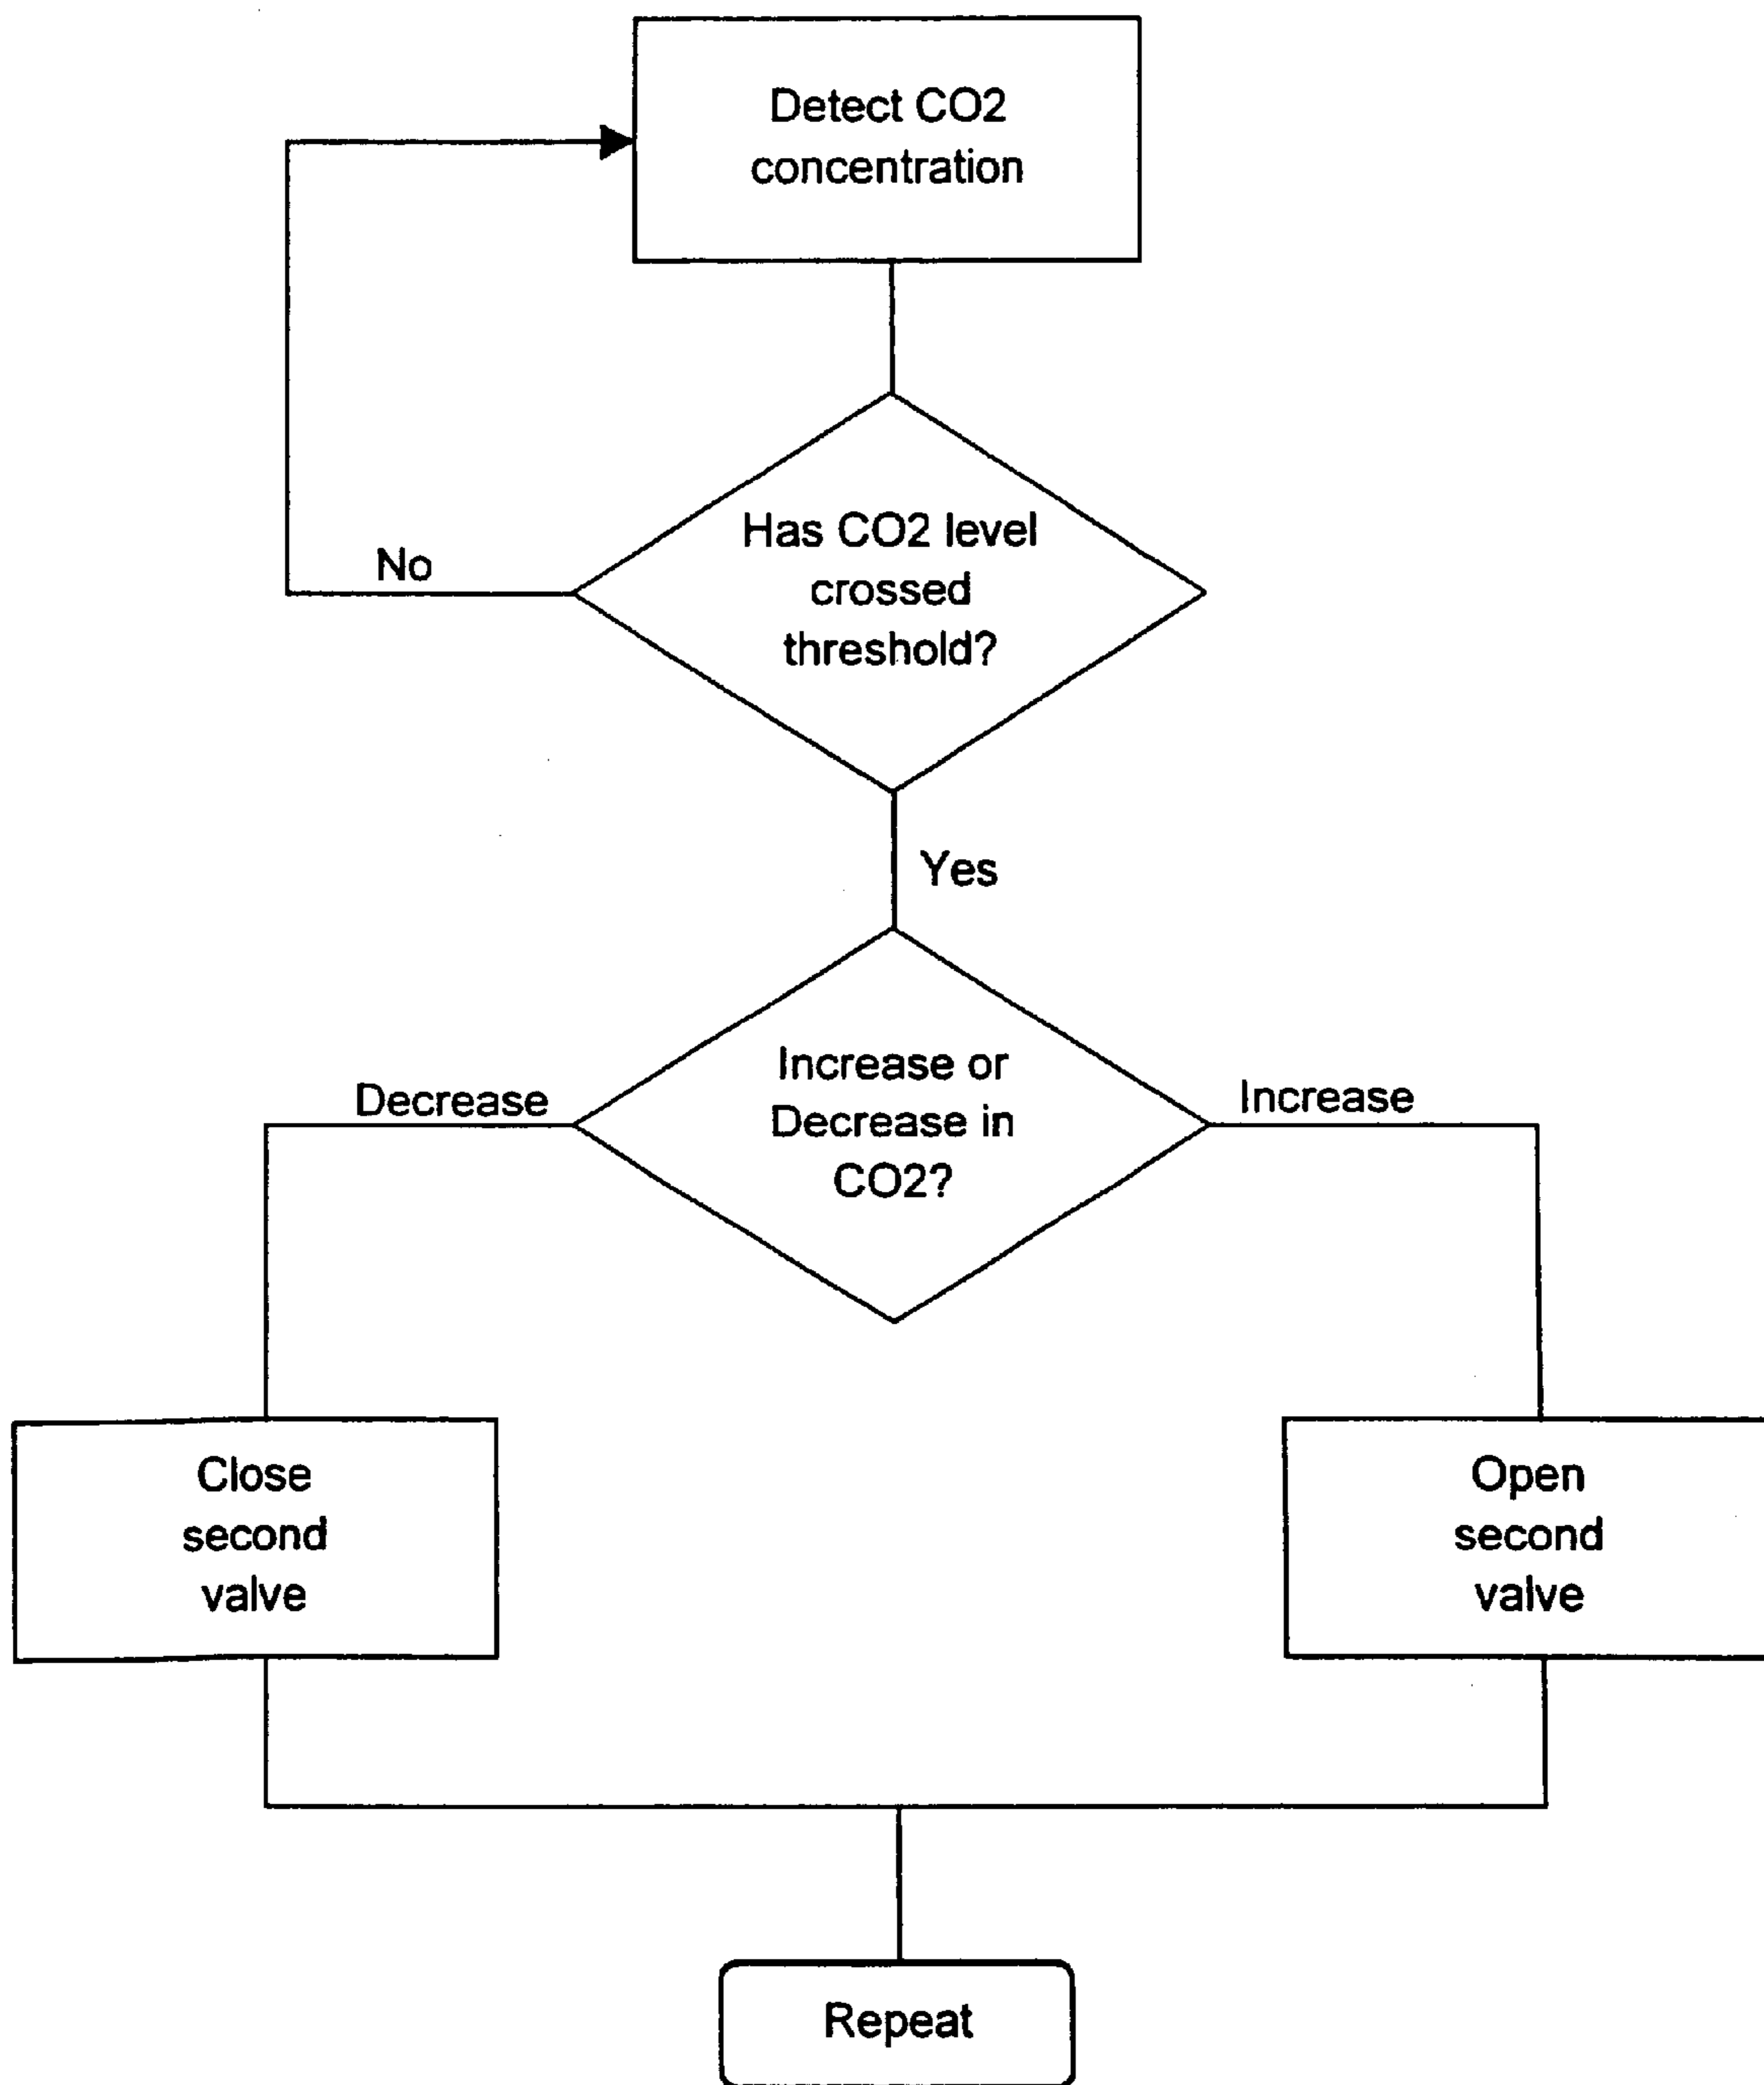 Detect CO2
concentration
Has CO2 level
crossed
threshold?
No
Yes
Increase or
Decrease in
CO2?
Decrease
Increase
Close
second
valve
Open
second
valve
Repeat